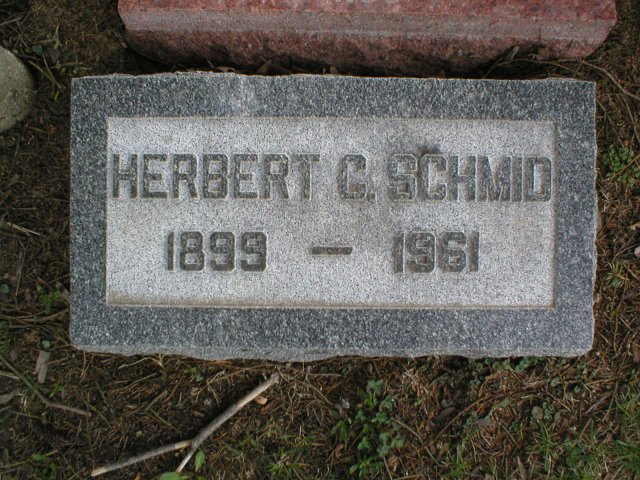 HERBERT C. SCHMID
1899 — 1961